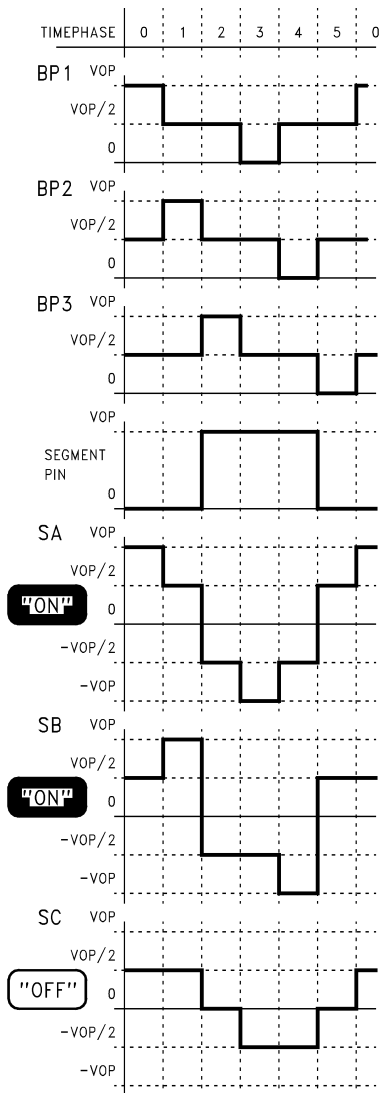 TIMEPHASE 0 1 2 3 4 5 0
BP1 VOP
VOP/2
0
BP2 VOP
VOP/2
0
BP3 VOP
VOP/2
0
VOP
SEGMENT
PIN
0
SA VOP
VOP/2
"ON" 0
-VOP/2
-VOP
SB VOP
VOP/2
"ON" 0
-VOP/2
-VOP
SC VOP
VOP/2
"OFF" 0
-VOP/2
-VOP